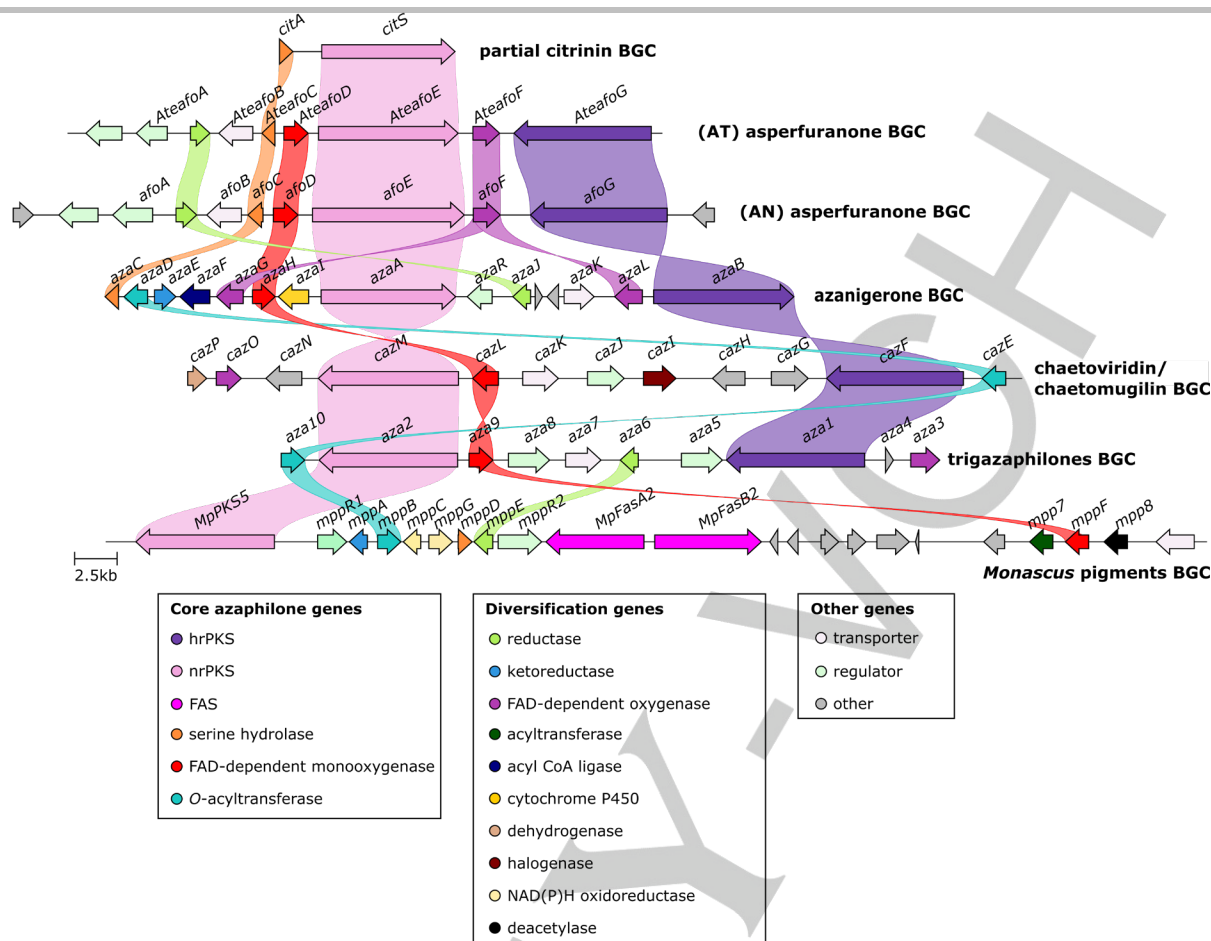 citA citS
partial citrinin BGC
AteafoA AteafoB AteafoC AteafoD AteafoE AteafoF AteafoG
(AT) asperfuranone BGC
afoA afoB afoC afoD afoE afoF afoG
(AN) asperfuranone BGC
azaC azaD azaE azaF azaG azaH azaI azaA azaR azaJ azaK azaL azaB
azanigerone BGC
cazP cazO cazN cazM cazL cazK cazJ cazI cazH cazG cazF cazE
chaetoviridin/
chaetomugilin BGC
aza10 aza2 aza9 aza8 aza7 aza6 aza5 aza1 aza4 aza3
trigazaphilones BGC
MpPKS5 mppR1 mppA mppB mppC mppG mppD mppE mppR2 MpFasA2 MpFasB2 mpp7 mppF mpp8
Monascus pigments BGC
2.5kb
Core azaphilone genes
hrPKS
nrPKS
FAS
serine hydrolase
FAD-dependent monooxygenase
O-acyltransferase
Diversification genes
reductase
ketoreductase
FAD-dependent oxygenase
acyltransferase
acyl CoA ligase
cytochrome P450
dehydrogenase
halogenase
NAD(P)H oxidoreductase
deacetylase
Other genes
transporter
regulator
other
Y-VCH